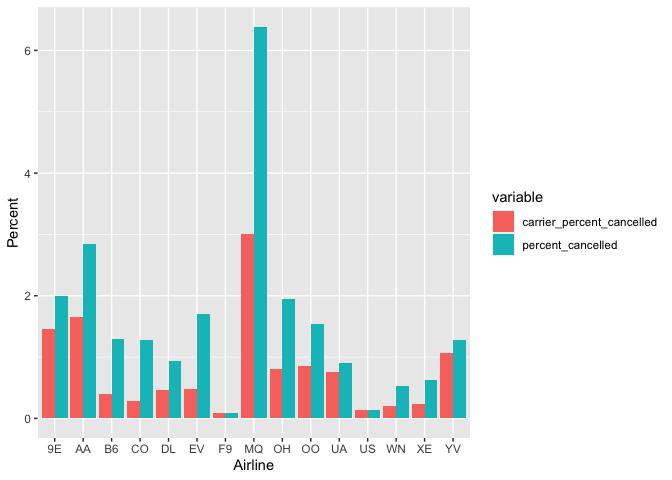 6
4
2
0
Percent
9E AA B6 CO DL EV F9 MQ OH OO UA US WN XE YV
Airline
variable
carrier_percent_cancelled
percent_cancelled